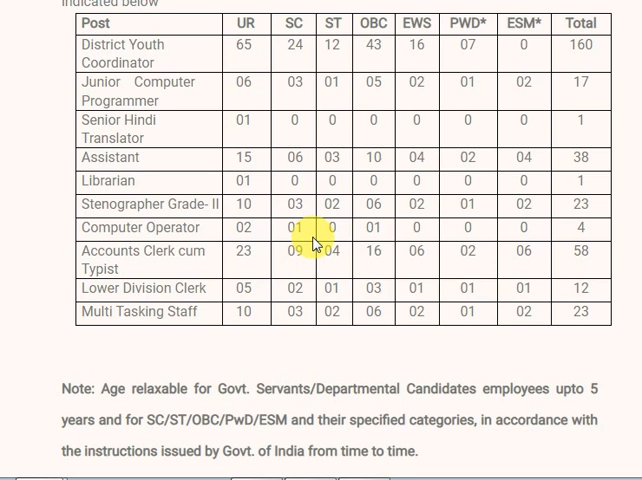 indicated below
Post UR SC ST OBC EWS PWD* ESM* Total
District Youth Coordinator 65 24 12 43 16 07 0 160
Junior Computer Programmer 06 03 01 05 02 01 02 17
Senior Hindi Translator 01 0 0 0 0 0 0 1
Assistant 15 06 03 10 04 02 04 38
Librarian 01 0 0 0 0 0 0 1
Stenographer Grade- II 10 03 02 06 02 01 02 23
Computer Operator 02 01 0 01 0 0 0 4
Accounts Clerk cum Typist 23 09 04 16 06 02 06 58
Lower Division Clerk 05 02 01 03 01 01 01 12
Multi Tasking Staff 10 03 02 06 02 01 02 23
Note: Age relaxable for Govt. Servants/Departmental Candidates employees upto 5
years and for SC/ST/OBC/PwD/ESM and their specified categories, in accordance with
the instructions issued by Govt. of India from time to time.